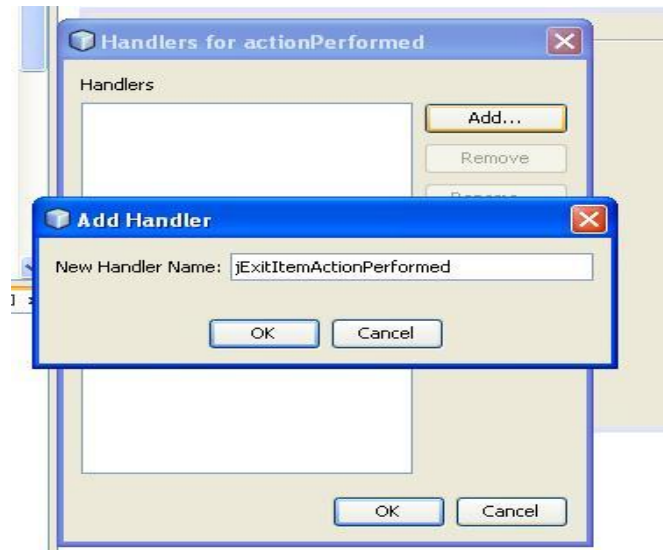 Handlers for actionPerformed
Handlers
Add...
Remove
Add Handler
New Handler Name: jExitItemActionPerformed
OK Cancel
OK Cancel